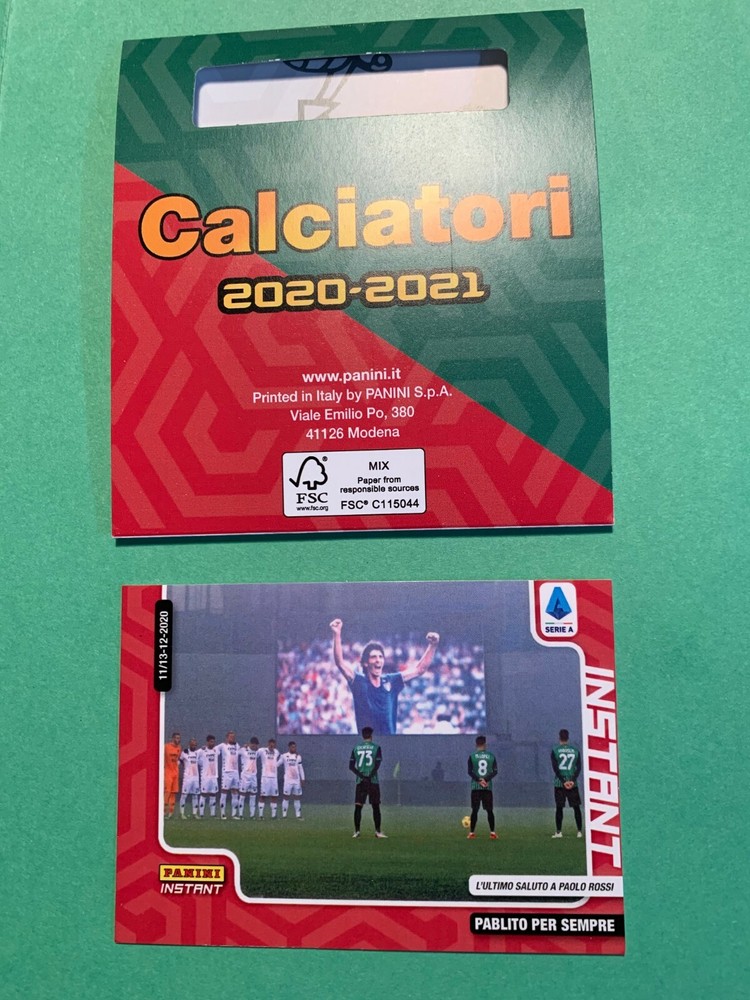 Calciatori
2020-2021
www.panini.it
Printed in Italy by PANINI S.p.A.
Viale Emilio Po, 380
41126 Modena
FSC®
www.fsc.org
MIX
Paper from
responsible sources
FSC® C115044
11/13-12-2020
SERIE A
INSTANT
73
8
27
PANINI
INSTANT
L'ULTIMO SALUTO A PAOLO ROSSI
PABLITO PER SEMPRE